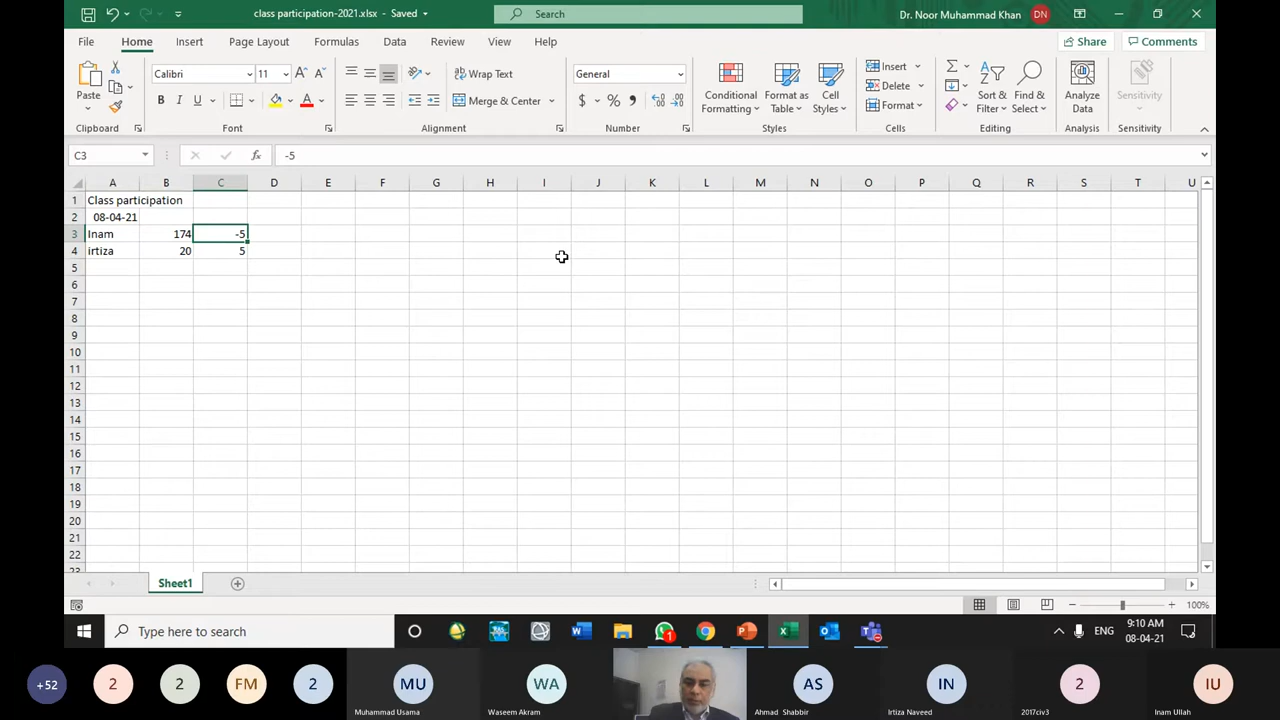 class participation-2021.xlsx - Saved
Search
Dr. Noor Muhammad Khan
DN
File
Home
Insert
Page Layout
Formulas
Data
Review
View
Help
Share
Comments
Paste
Clipboard
Calibri
11
B I U
Font
Wrap Text
Merge & Center
Alignment
General
$ % ,
Number
Conditional Formatting
Format as Table
Cell Styles
Styles
Insert
Delete
Format
Cells
Sort & Filter
Find & Select
Editing
Analyze Data
Analysis
Sensitivity
Sensitivity
C3
fx
-5
A B C D E F G H I J K L M N O P Q R S T U
1 Class participation
2 08-04-21
3 Inam 174 -5
4 irtiza 20 5
5
6
7
8
9
10
11
12
13
14
15
16
17
18
19
20
21
22
23
Sheet1
100%
Type here to search
1
ENG
9:10 AM
08-04-21
+52
2
2
FM
2
MU
Muhammad Usama
WA
Waseem Akram
AS
Ahmad Shabbir
IN
Irtiza Naveed
2
2017civ3
IU
Inam Ullah